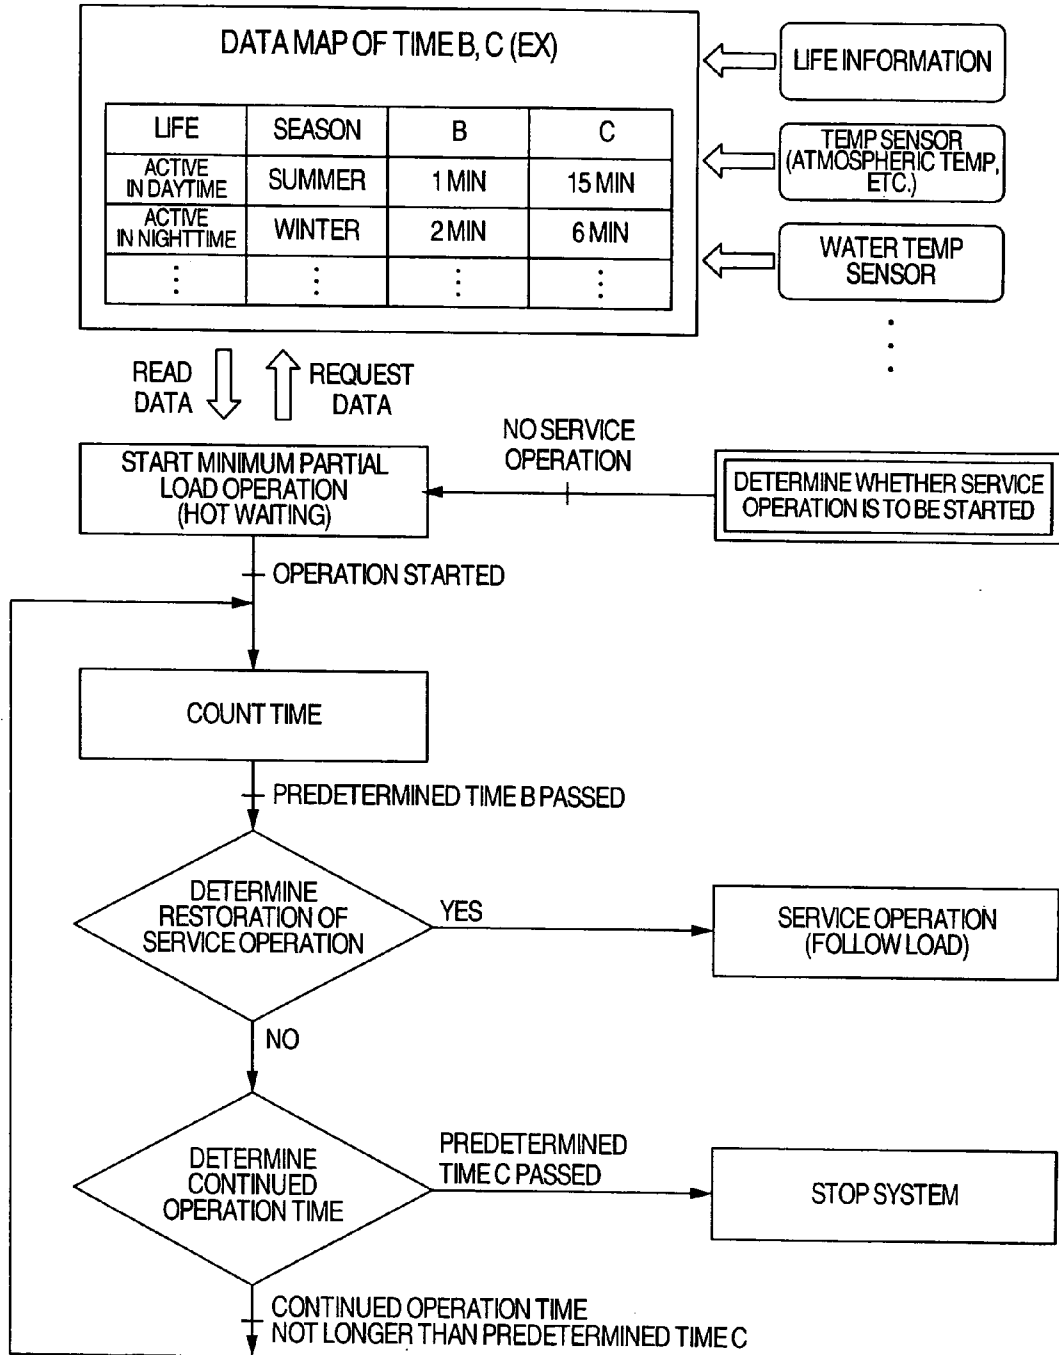 DATA MAP OF TIME B, C (EX)
LIFE SEASON B C
ACTIVE
IN DAYTIME
SUMMER 1 MIN 15 MIN
ACTIVE
IN NIGHTTIME
WINTER 2 MIN 6 MIN
LIFE INFORMATION
TEMP SENSOR
(ATMOSPHERIC TEMP,
ETC.)
WATER TEMP
SENSOR
READ
DATA
REQUEST
DATA
START MINIMUM PARTIAL
LOAD OPERATION
(HOT WAITING)
NO SERVICE
OPERATION
DETERMINE WHETHER SERVICE
OPERATION IS TO BE STARTED
OPERATION STARTED
COUNT TIME
PREDETERMINED TIME B PASSED
DETERMINE
RESTORATION OF
SERVICE OPERATION
YES
SERVICE OPERATION
(FOLLOW LOAD)
NO
DETERMINE
CONTINUED
OPERATION TIME
PREDETERMINED
TIME C PASSED
STOP SYSTEM
CONTINUED OPERATION TIME
NOT LONGER THAN PREDETERMINED TIME C